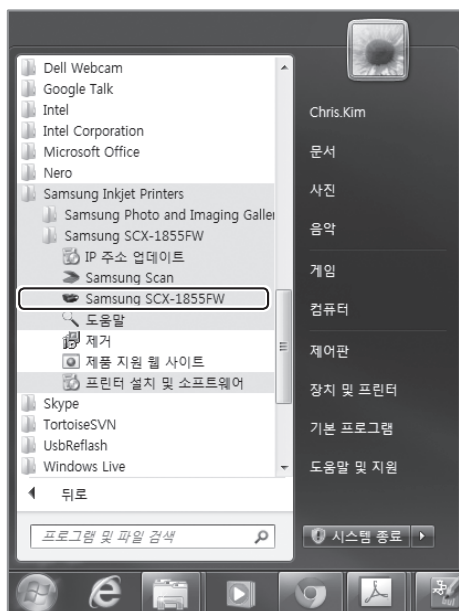 Dell Webcam
Google Talk
Intel
Intel Corporation
Microsoft Office
Nero
Samsung Inkjet Printers
Samsung Photo and Imaging Galler
Samsung SCX-1855FW
IP 주소 업데이트
Samsung Scan
Samsung SCX-1855FW
도움말
제거
제품 지원 웹 사이트
프린터 설치 및 소프트웨어
Skype
TortoiseSVN
UsbReflash
Windows Live
뒤로
프로그램 및 파일 검색
Chris.Kim
문서
사진
음악
게임
컴퓨터
제어판
장치 및 프린터
기본 프로그램
도움말 및 지원
시스템 종료